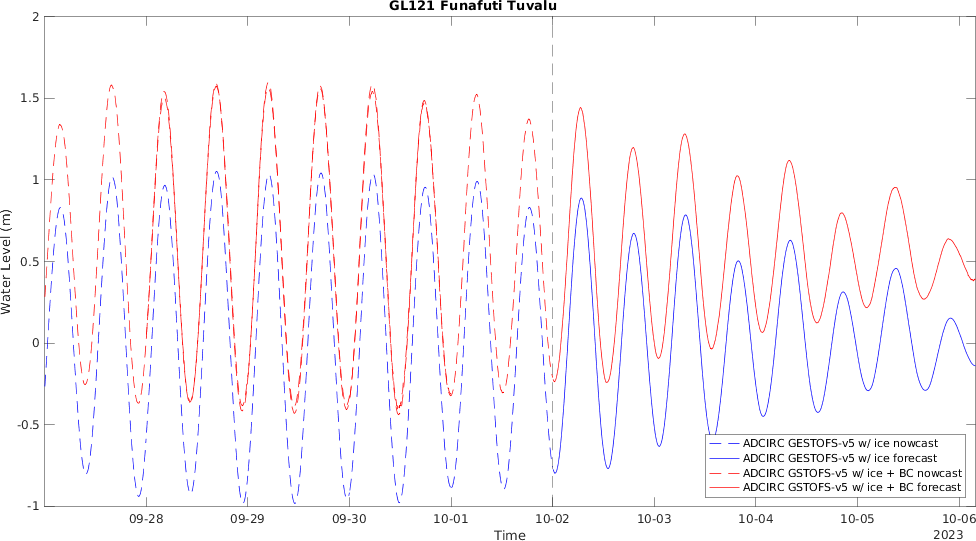 GL121 Funafuti Tuvalu
2
1.5
1
0.5
0
-0.5
-1
Water Level (m)
09-28 09-29 09-30 10-01 10-02 10-03 10-04 10-05 10-06
Time
2023
ADCIRC GESTOFS-v5 w/ ice nowcast
ADCIRC GESTOFS-v5 w/ ice forecast
ADCIRC GSTOFS-v5 w/ ice + BC nowcast
ADCIRC GSTOFS-v5 w/ ice + BC forecast